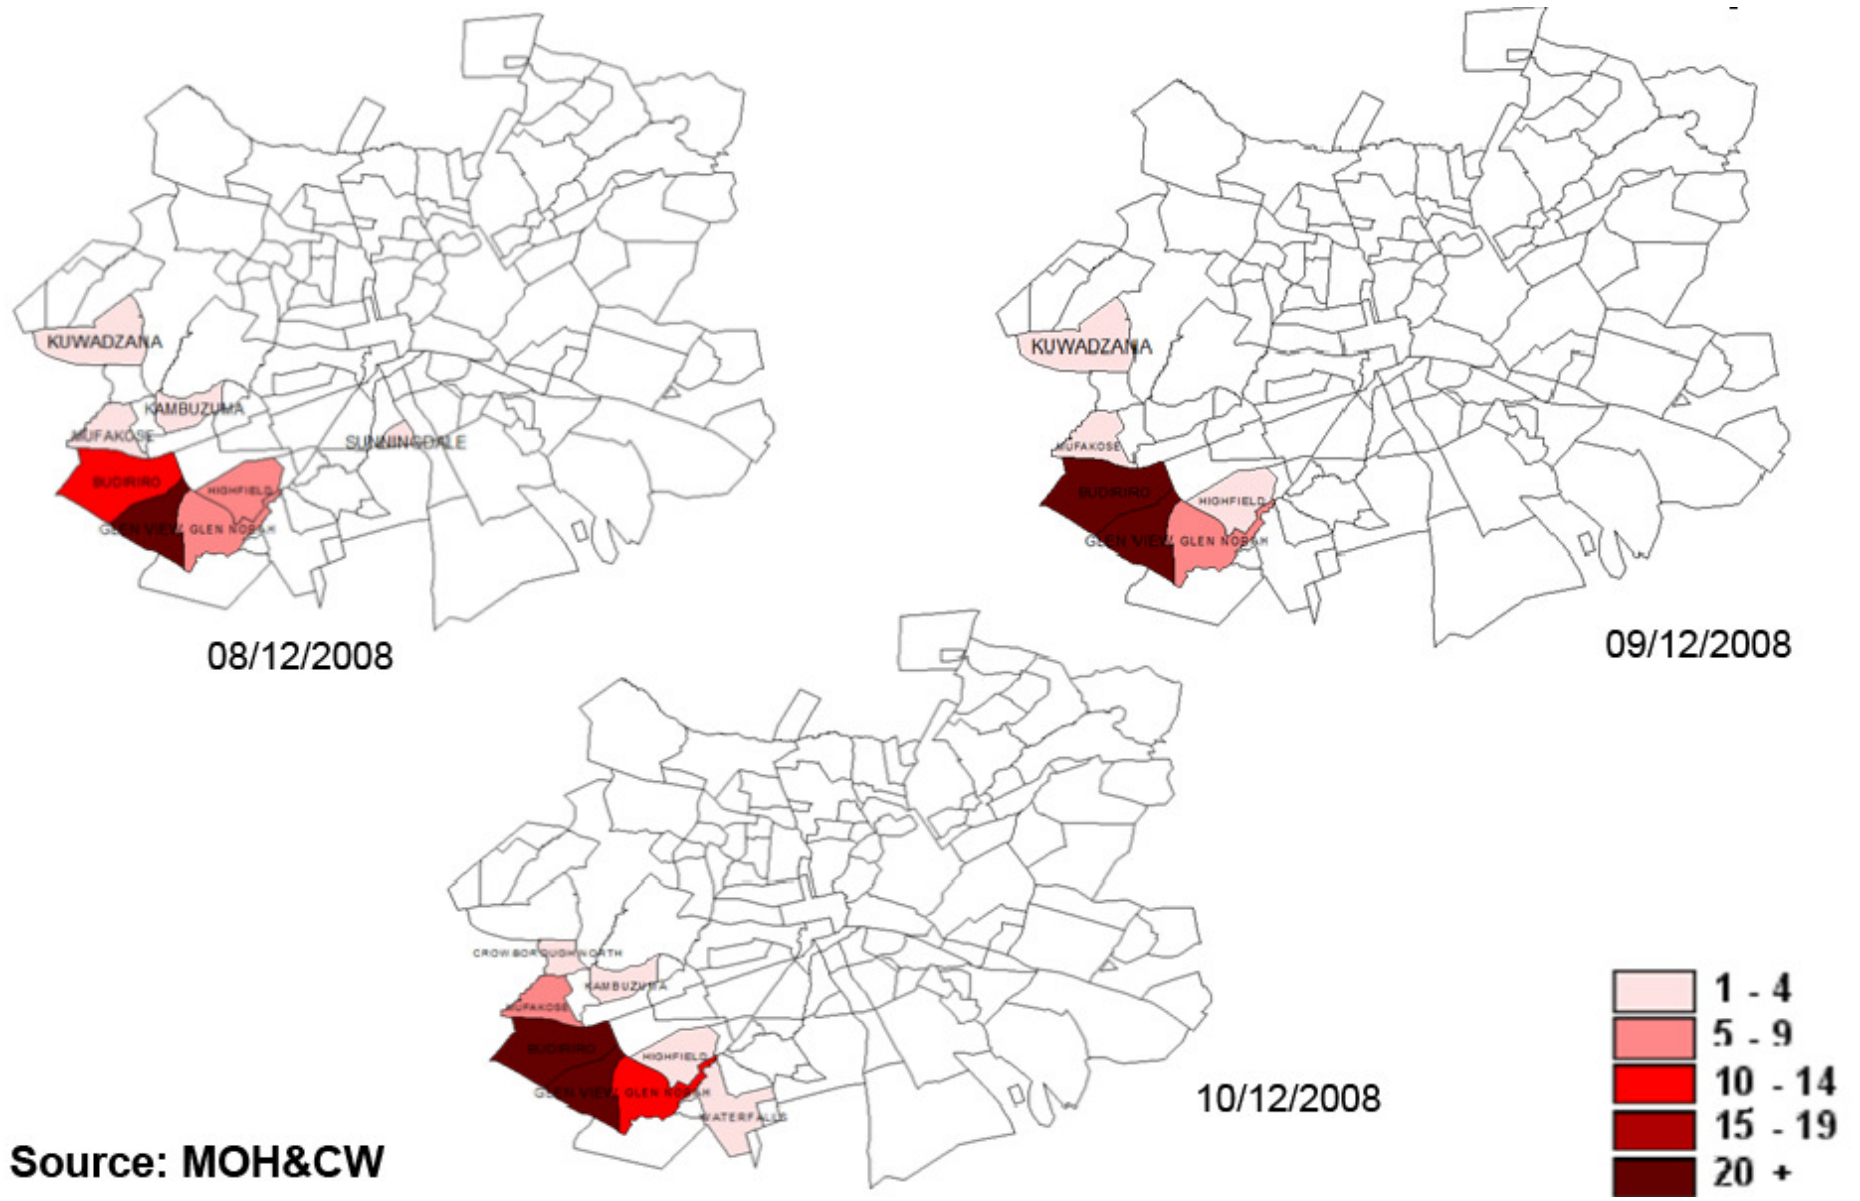 KUWADZANA
KAMBUZUMA
MUFAKOSE
SUNNINGDALE
BUDIRIRO
HIGHFIELD
GLEN VIEW
GLEN NORAH
08/12/2008
KUWADZANA
MUFAKOSE
BUDIRIRO
HIGHFIELD
GLEN VIEW
GLEN NORAH
09/12/2008
CROWBOROUGH NORTH
KAMBUZUMA
MUFAKOSE
BUDIRIRO
HIGHFIELD
GLEN VIEW
GLEN NORAH
WATERFALLS
10/12/2008
1 - 4
5 - 9
10 - 14
15 - 19
20 +
Source: MOH&CW